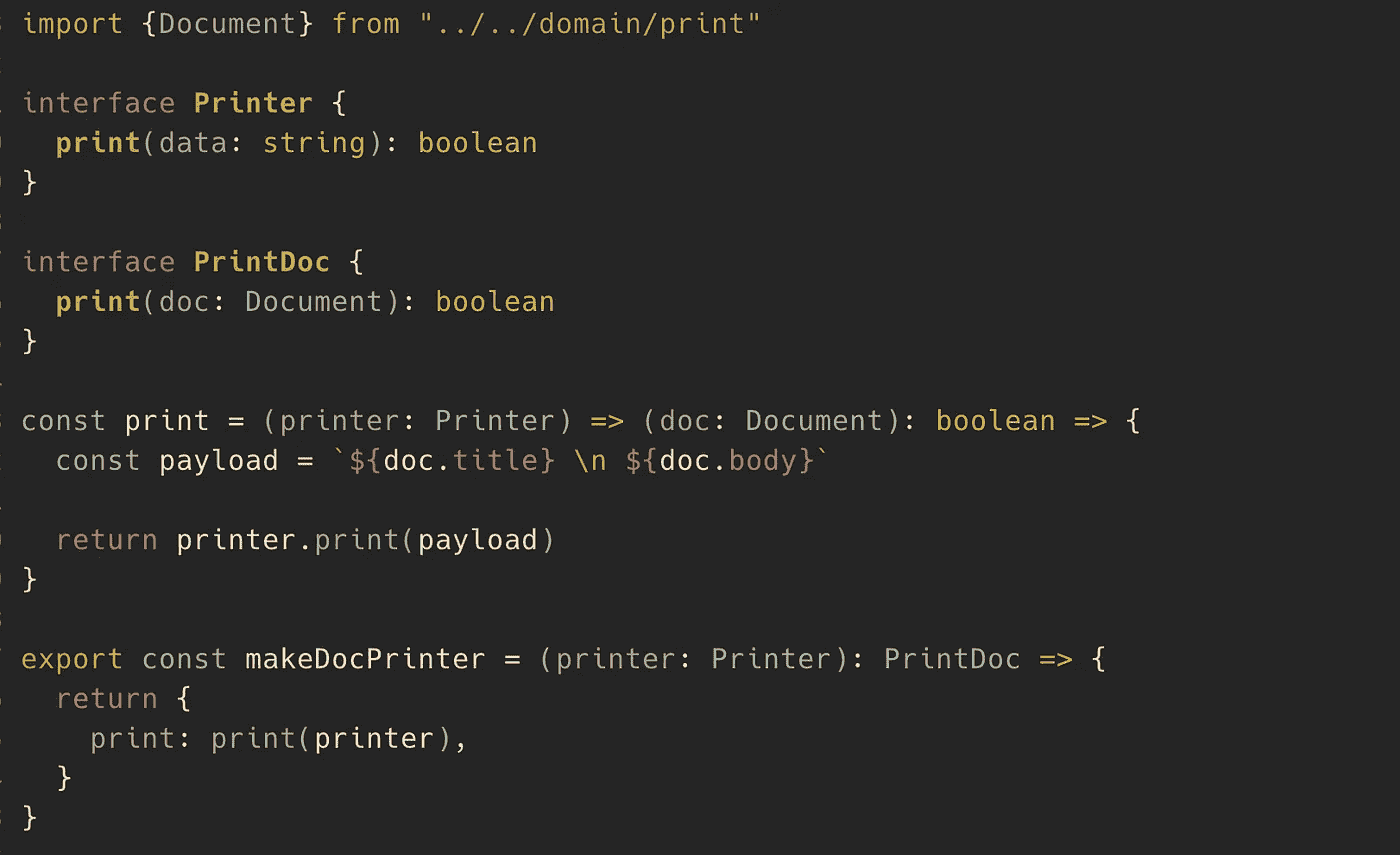 import {Document} from "../../domain/print"
interface Printer {
  print(data: string): boolean
}
interface PrintDoc {
  print(doc: Document): boolean
}
const print = (printer: Printer) => (doc: Document): boolean => {
  const payload = `${doc.title} \n ${doc.body}`
  return printer.print(payload)
}
export const makeDocPrinter = (printer: Printer): PrintDoc => {
  return {
    print: print(printer),
  }
}